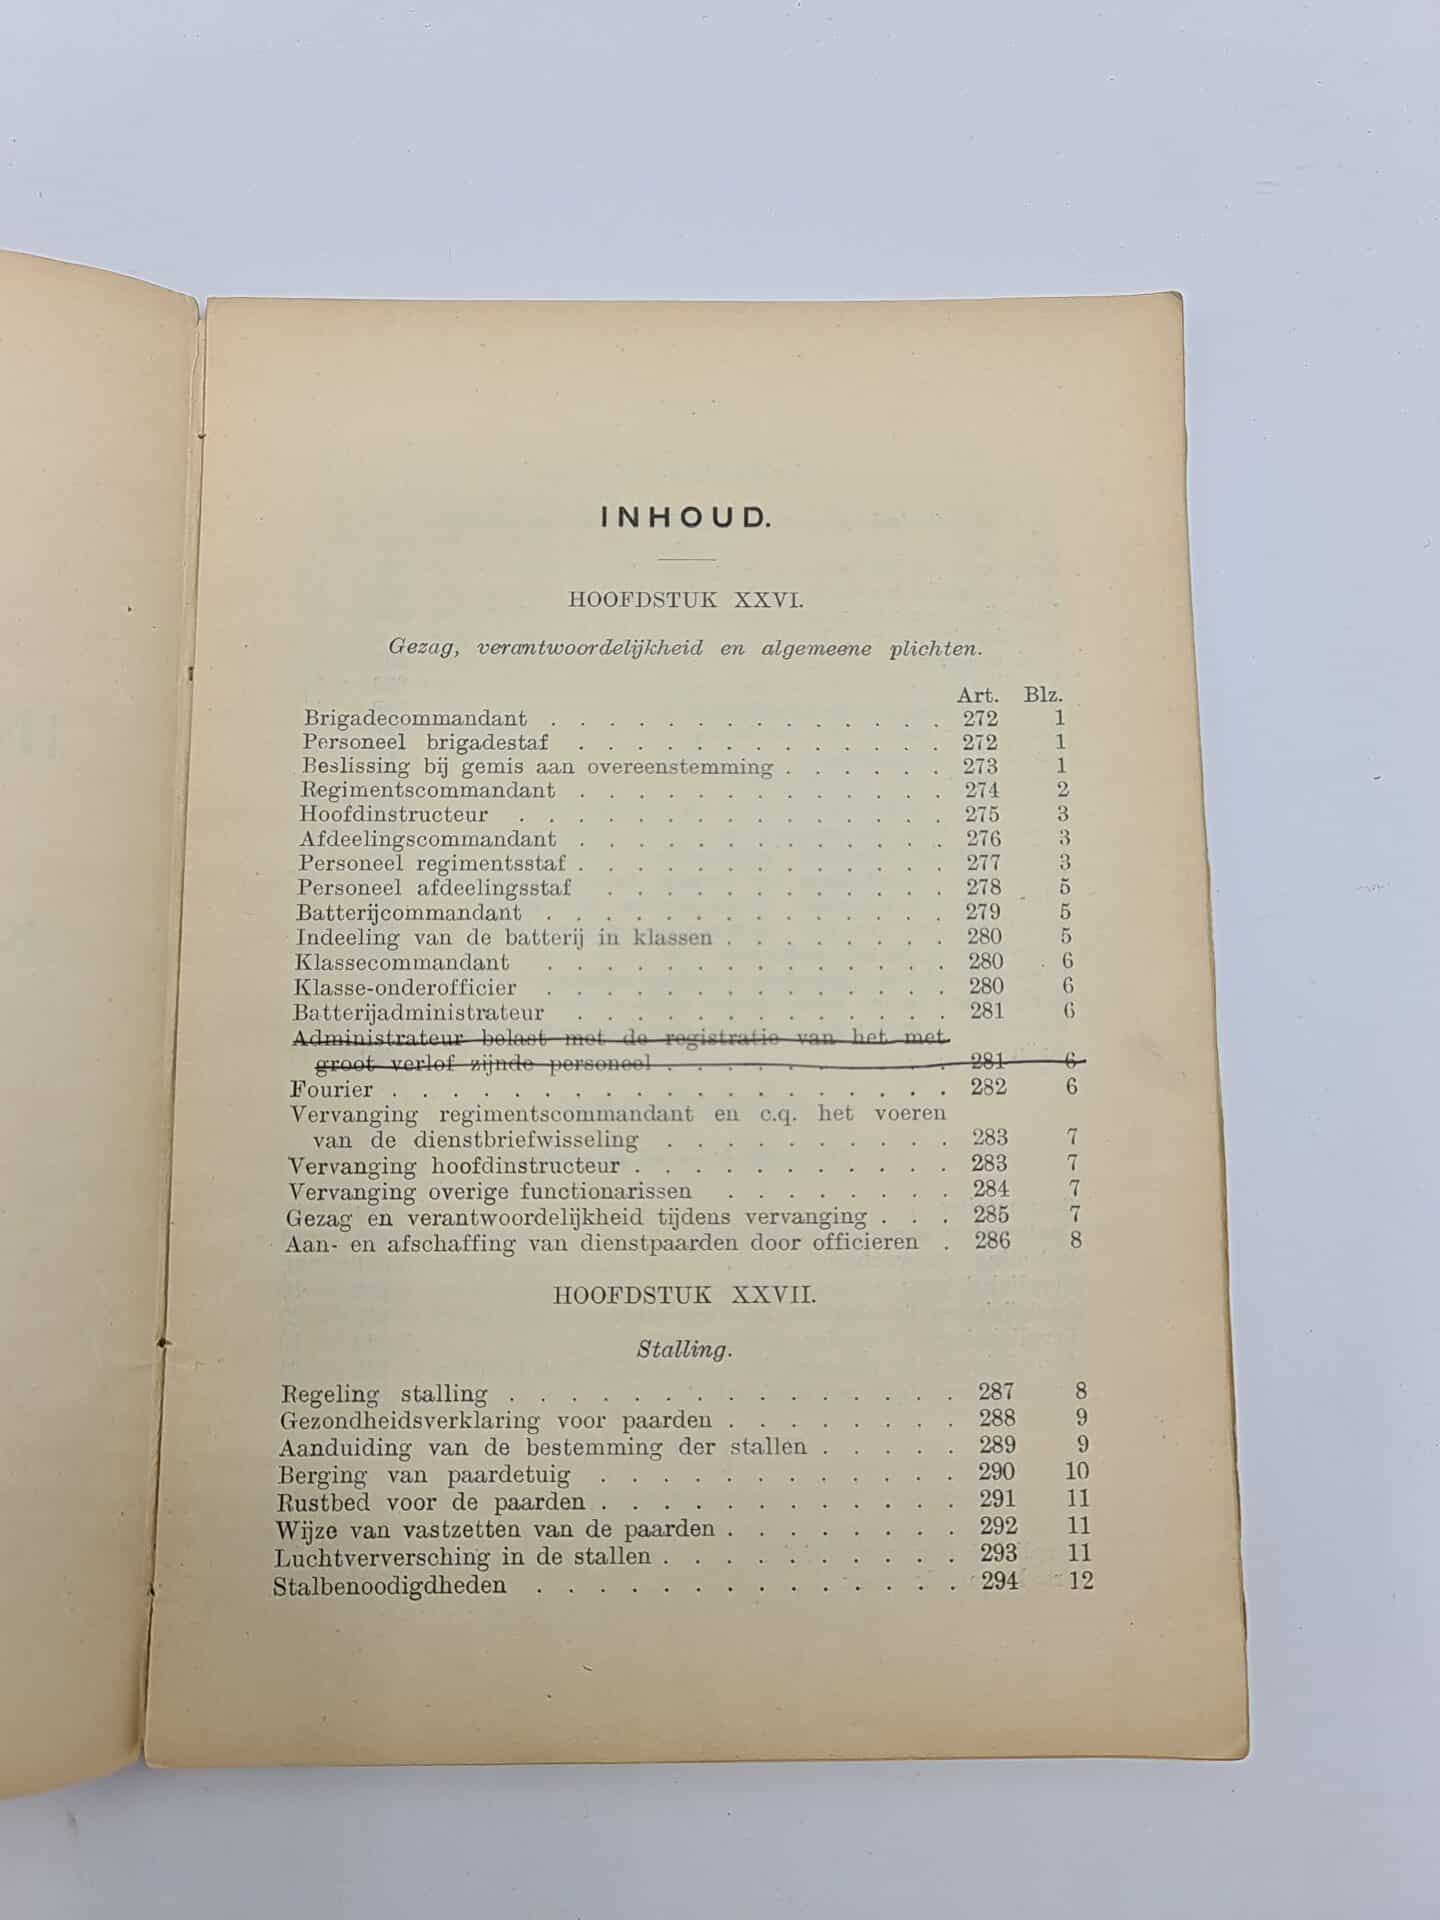 INHOUD.
HOOFDSTUK XXVI.
Gezag, verantwoordelijkheid en algemeene plichten.
Art. Blz.
Brigadecommandant . . . . . . . . . . . . . . 272 1
Personeel brigadestaf . . . . . . . . . . . . . 272 1
Beslissing bij gemis aan overeenstemming . . . . . . 273 1
Regimentscommandant . . . . . . . . . . . . . 274 2
Hoofdinstructeur . . . . . . . . . . . . . . . 275 3
Afdeelingscommandant . . . . . . . . . . . . . 276 3
Personeel regimentsstaf . . . . . . . . . . . . . 277 3
Personeel afdeelingsstaf . . . . . . . . . . . . 278 5
Batterijcommandant . . . . . . . . . . . . . . 279 5
Indeeling van de batterij in klassen . . . . . . . . 280 5
Klassecommandant . . . . . . . . . . . . . . 280 6
Klasse-onderofficier . . . . . . . . . . . . . . 280 6
Batterijadministrateur . . . . . . . . . . . . . 281 6
Administrateur belast met de registratie van het met
groot verlof zijnde personeel . . . . . . . . . . 281 6
Fourier . . . . . . . . . . . . . . . . . . . 282 6
Vervanging regimentscommandant en c.q. het voeren
van de dienstbriefwisseling . . . . . . . . . . 283 7
Vervanging hoofdinstructeur . . . . . . . . . . . 283 7
Vervanging overige functionarissen . . . . . . . . 284 7
Gezag en verantwoordelijkheid tijdens vervanging . . . 285 7
Aan- en afschaffing van dienstpaarden door officieren . 286 8
HOOFDSTUK XXVII.
Stalling.
Regeling stalling . . . . . . . . . . . . . . . 287 8
Gezondheidsverklaring voor paarden . . . . . . . . 288 9
Aanduiding van de bestemming der stallen . . . . . 289 9
Berging van paardetuig . . . . . . . . . . . . 290 10
Rustbed voor de paarden . . . . . . . . . . . . 291 11
Wijze van vastzetten van de paarden . . . . . . . . 292 11
Luchtverversching in de stallen . . . . . . . . . . 293 11
Stalbenoodigdheden . . . . . . . . . . . . . . 294 12